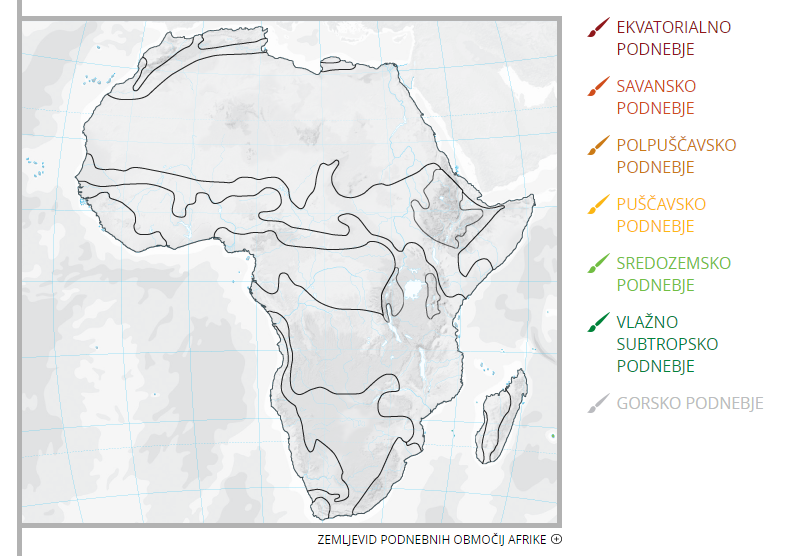 EKVATORIALNO
PODNEBJE
SAVANSKO
PODNEBJE
POLPUŠČAVSKO
PODNEBJE
PUŠČAVSKO
PODNEBJE
SREDOZEMSKO
PODNEBJE
VLAŽNO
SUBTROPSKO
PODNEBJE
GORSKO PODNEBJE
ZEMLJEVID PODNEBNIH OBMOČIJ AFRIKE